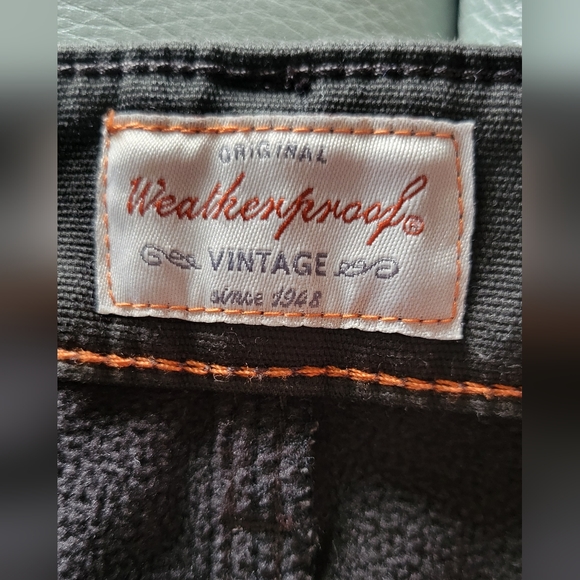 ORIGINAL
Weatherproof®
VINTAGE
since 1948